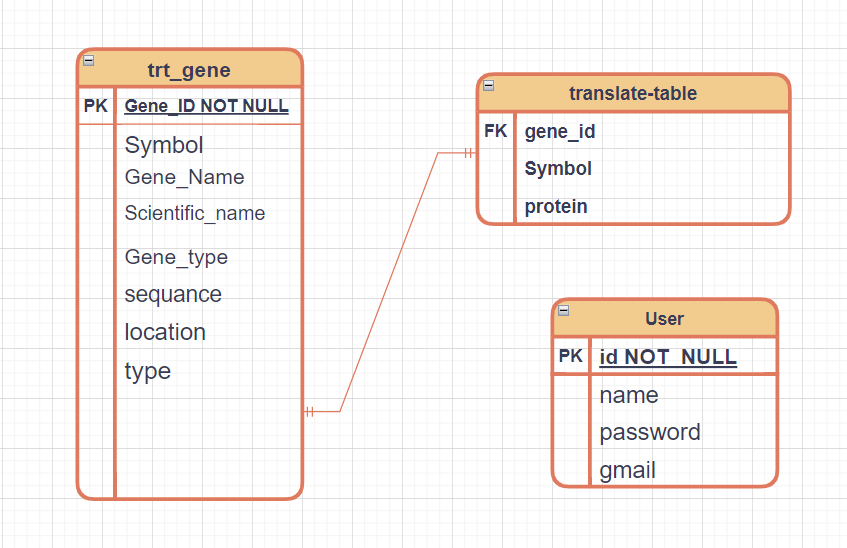 trt_gene
PK Gene_ID NOT NULL
Symbol
Gene_Name
Scientific_name
Gene_type
sequance
location
type
translate-table
FK gene_id
Symbol
protein
User
PK id NOT NULL
name
password
gmail